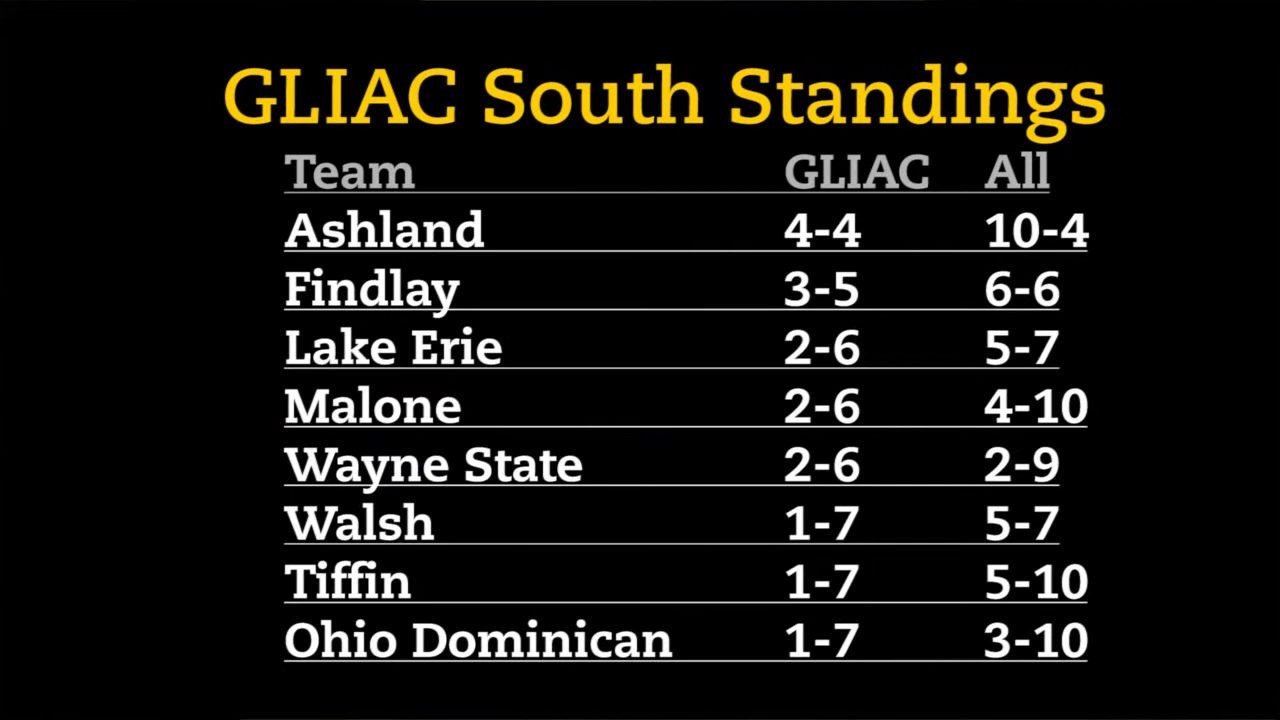 GLIAC South Standings
Team GLIAC All
Ashland 4-4 10-4
Findlay 3-5 6-6
Lake Erie 2-6 5-7
Malone 2-6 4-10
Wayne State 2-6 2-9
Walsh 1-7 5-7
Tiffin 1-7 5-10
Ohio Dominican 1-7 3-10